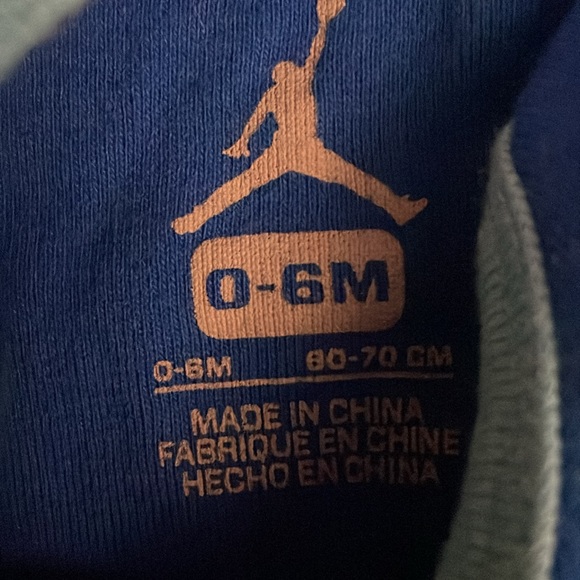 0-6M
0-6M 60-70 CM
MADE IN CHINA
FABRIQUE EN CHINE
HECHO EN CHINA